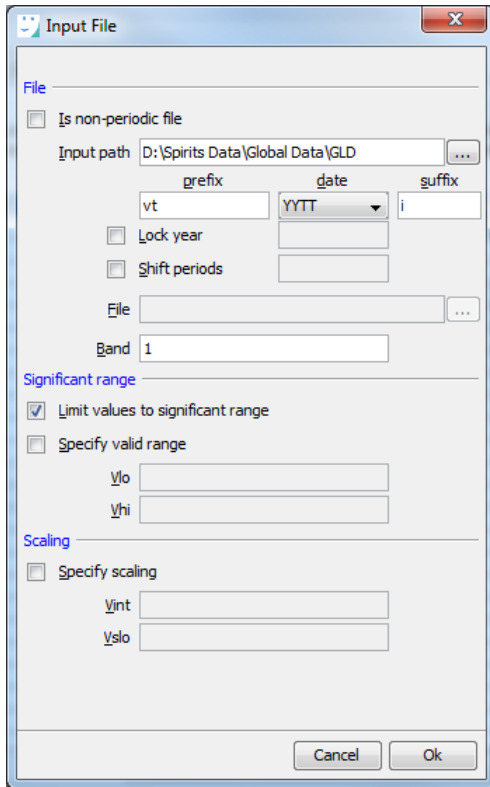 Input File
File
Is non-periodic file
Input path D:\Spirits Data\Global Data\GLD ...
prefix date suffix
vt YYTT i
Lock year
Shift periods
File ...
Band 1
Significant range
Limit values to significant range
Specify valid range
Vlo
Vhi
Scaling
Specify scaling
Vint
Vslo
Cancel Ok